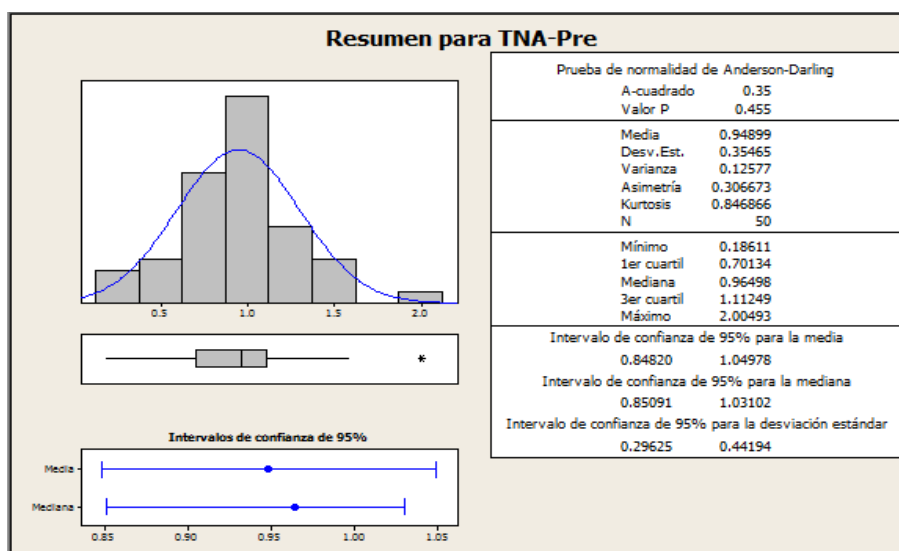 Resumen para TNA-Pre
0.5 1.0 1.5 2.0
*
Intervalos de confianza de 95%
Media
Mediana
0.85 0.90 0.95 1.00 1.05
Prueba de normalidad de Anderson-Darling
A-cuadrado 0.35
Valor P 0.455
Media 0.94899
Desv.Est. 0.35465
Varianza 0.12577
Asimetría 0.306673
Kurtosis 0.846866
N 50
Mínimo 0.18611
1er cuartil 0.70134
Mediana 0.96498
3er cuartil 1.11249
Máximo 2.00493
Intervalo de confianza de 95% para la media
0.84820 1.04978
Intervalo de confianza de 95% para la mediana
0.85091 1.03102
Intervalo de confianza de 95% para la desviación estándar
0.29625 0.44194